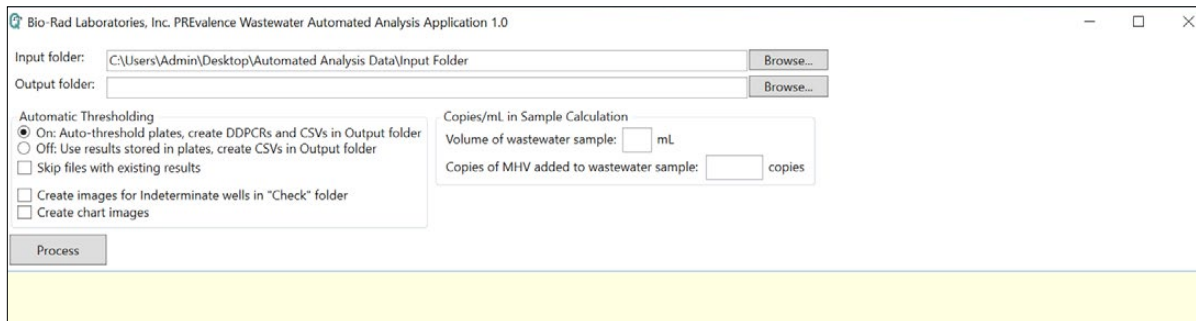 Bio-Rad Laboratories, Inc. PREvalence Wastewater Automated Analysis Application 1.0
Input folder: C:\Users\Admin\Desktop\Automated Analysis Data\Input Folder Browse...
Output folder: Browse...
Automatic Thresholding
On: Auto-threshold plates, create DDPCRs and CSVs in Output folder
Off: Use results stored in plates, create CSVs in Output folder
Skip files with existing results
Create images for Indeterminate wells in "Check" folder
Create chart images
Copies/mL in Sample Calculation
Volume of wastewater sample: mL
Copies of MHV added to wastewater sample: copies
Process